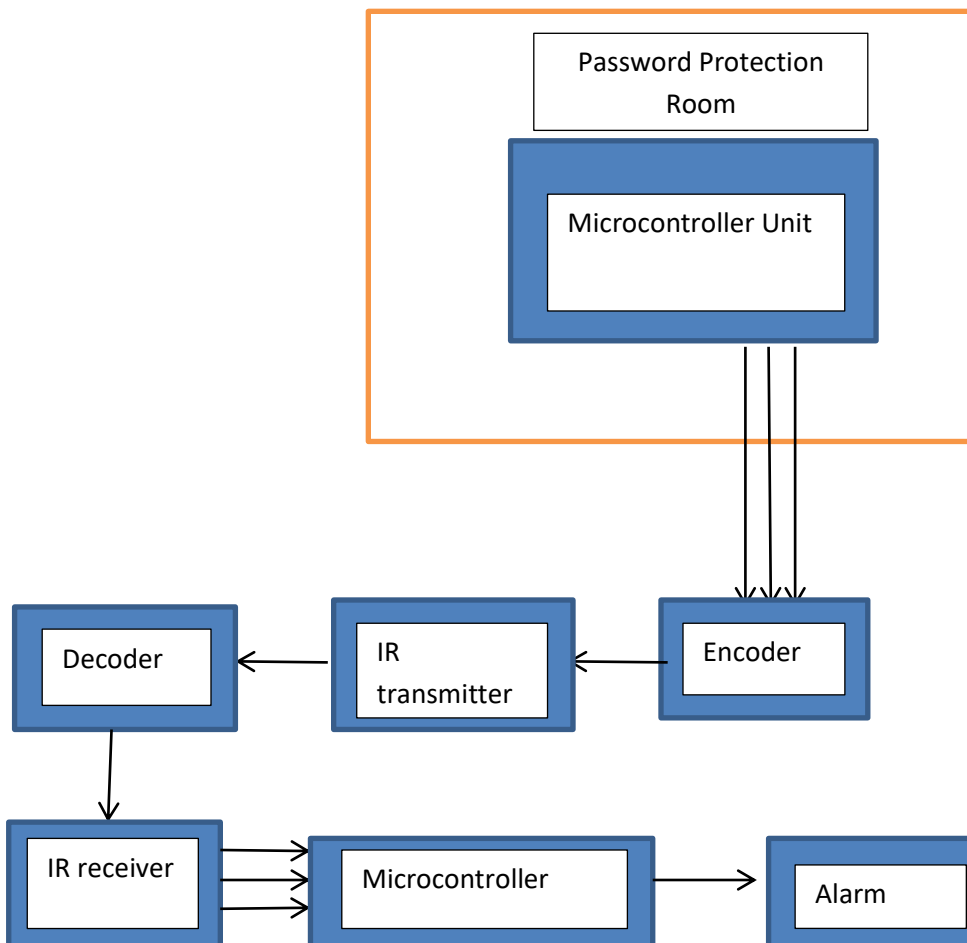 Password Protection
Room
Microcontroller Unit
Decoder
IR
transmitter
Encoder
IR receiver
Microcontroller
Alarm